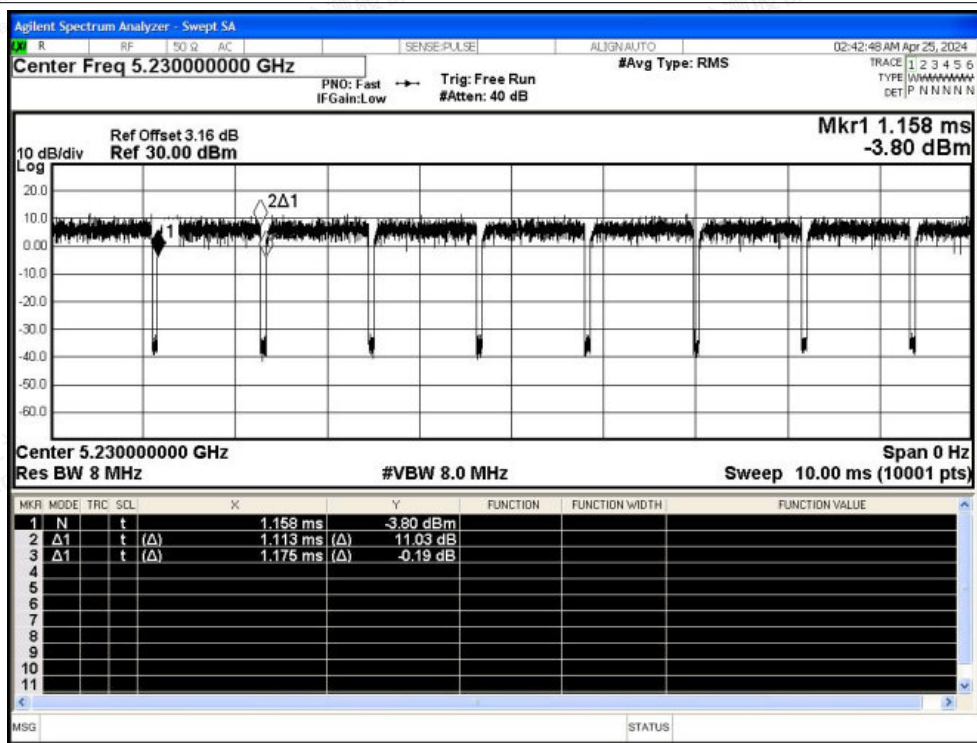 Agilent Spectrum Analyzer - Swept SA
LXI R RF 50 Ω AC SENSE:PULSE ALIGN AUTO 02:42:48 AM Apr 25, 2024
Center Freq 5.230000000 GHz #Avg Type: RMS TRACE 1 2 3 4 5 6
PNO: Fast Trig: Free Run TYPE WWWWWW
IFGain:Low #Atten: 40 dB DET P N N N N N
Mkr1 1.158 ms
Ref Offset 3.16 dB
10 dB/div Ref 30.00 dBm -3.80 dBm
Log
20.0
2Δ1
10.0
1
0.00
-10.0
-20.0
-30.0
-40.0
-50.0
-60.0
Center 5.230000000 GHz Span 0 Hz
Res BW 8 MHz #VBW 8.0 MHz Sweep 10.00 ms (10001 pts)
MKR MODE TRC SCL X Y FUNCTION FUNCTION WIDTH FUNCTION VALUE
1 N t 1.158 ms -3.80 dBm
2 Δ1 t (Δ) 1.113 ms (Δ) 11.03 dB
3 Δ1 t (Δ) 1.175 ms (Δ) -0.19 dB
4
5
6
7
8
9
10
11
MSG STATUS